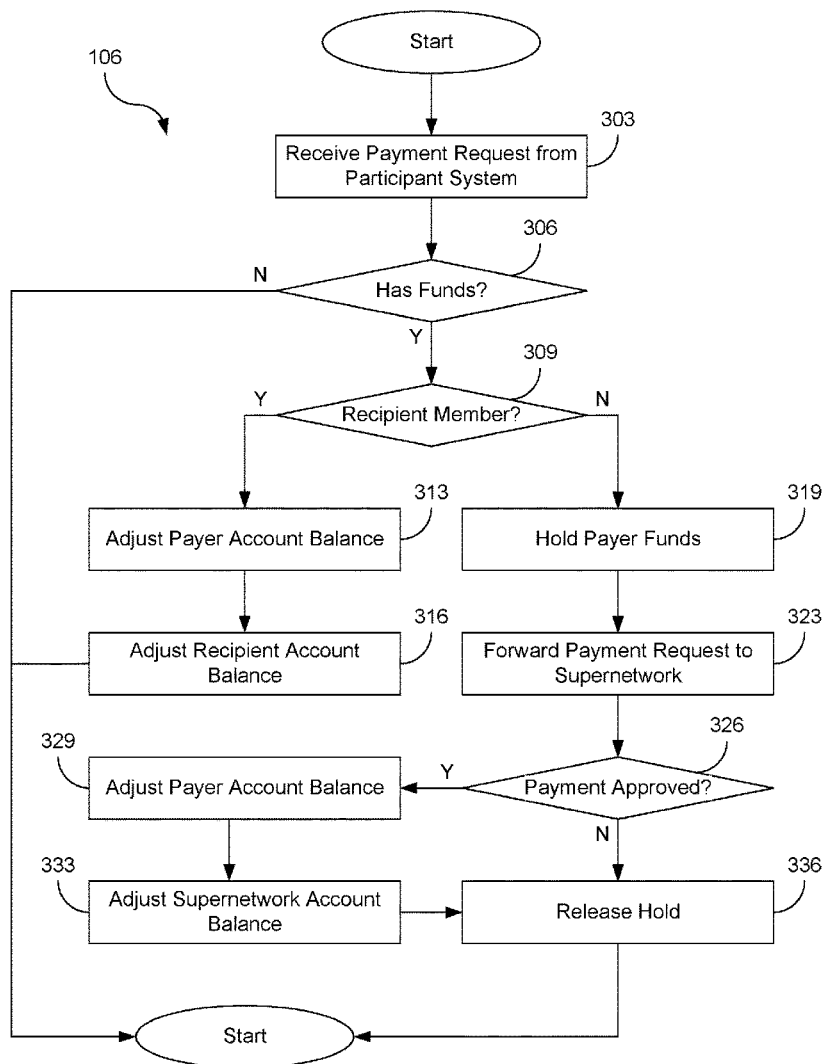 Start
106
303
Receive Payment Request from
Participant System
306
N
Has Funds?
Y
309
Y
Recipient Member?
N
313
319
Adjust Payer Account Balance
Hold Payer Funds
316
323
Adjust Recipient Account
Balance
Forward Payment Request to
Supernetwork
329
326
Adjust Payer Account Balance
Y
Payment Approved?
N
333
336
Adjust Supernetwork Account
Balance
Release Hold
Start